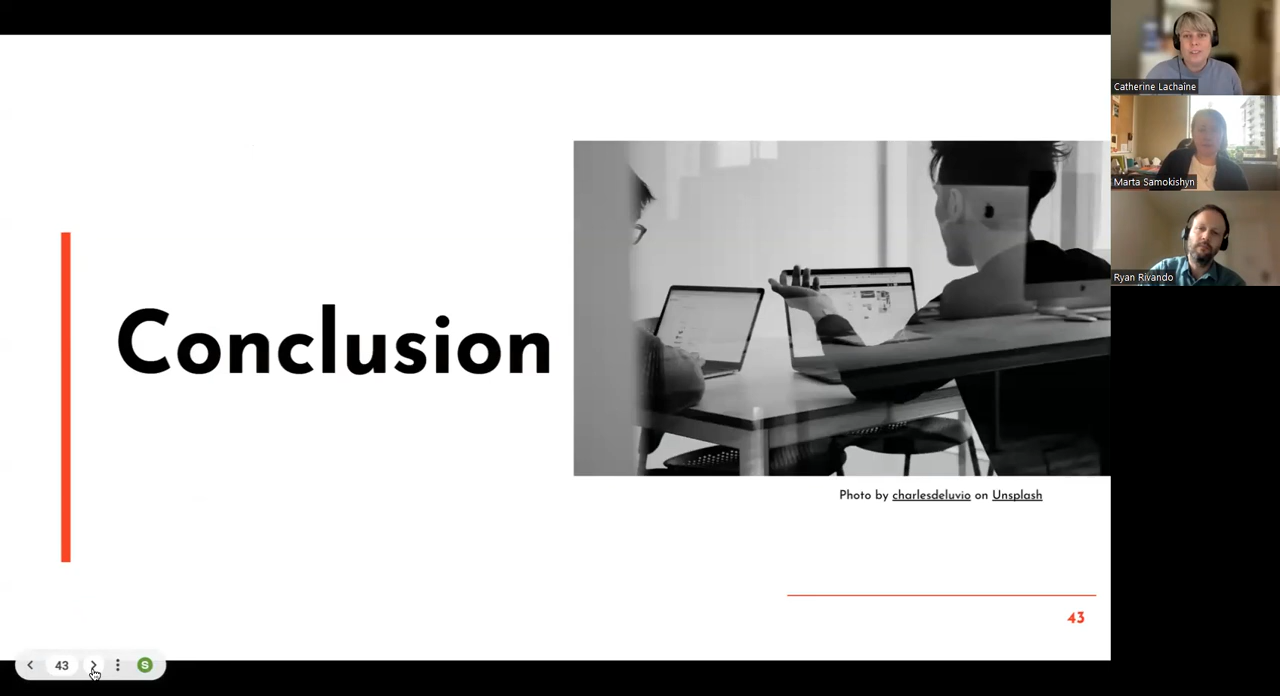 Conclusion
Photo by charlesdeluvio on Unsplash
43
43
S
Catherine Lachaîne
Marta Samokishyn
Ryan Rivando